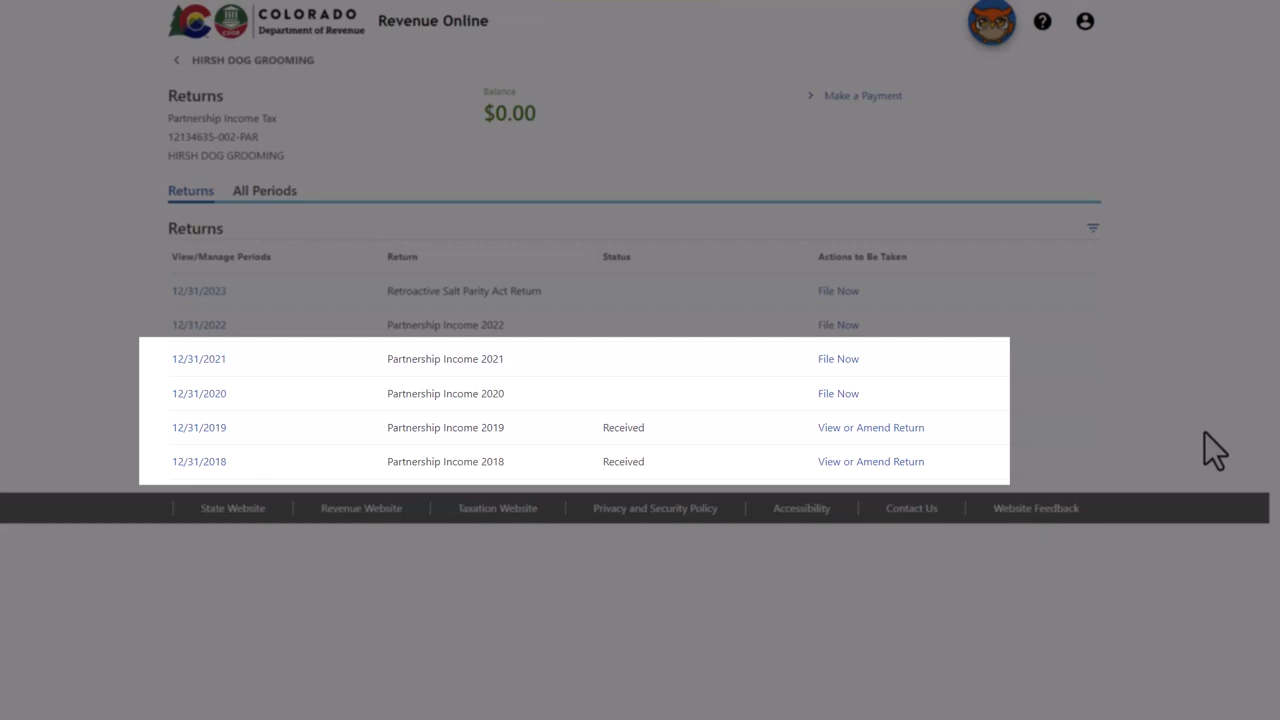 COLORADO
Department of Revenue
Revenue Online
HIRSH DOG GROOMING
Returns
Partnership Income Tax
12134635-002-PAR
HIRSH DOG GROOMING
Balance
$0.00
Make a Payment
Returns All Periods
Returns
View/Manage Periods Return Status Actions to Be Taken
12/31/2023 Retroactive Salt Parity Act Return File Now
12/31/2022 Partnership Income 2022 File Now
12/31/2021 Partnership Income 2021 File Now
12/31/2020 Partnership Income 2020 File Now
12/31/2019 Partnership Income 2019 Received View or Amend Return
12/31/2018 Partnership Income 2018 Received View or Amend Return
State Website | Revenue Website | Taxation Website | Privacy and Security Policy | Accessibility | Contact Us | Website Feedback